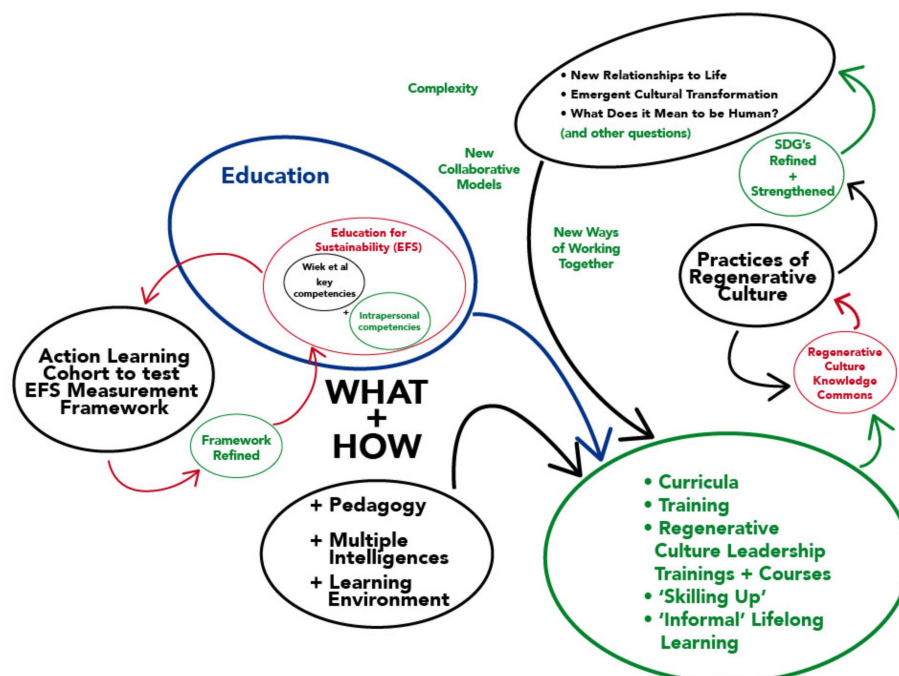 • New Relationships to Life
• Emergent Cultural Transformation
• What Does it Mean to be Human?
(and other questions)
Complexity
New
Collaborative
Models
SDG's
Refined
+
Strengthened
Education
Education for
Sustainability (EFS)
Wiek et al
key
competencies
+
Intrapersonal
competencies
New Ways
of Working
Together
Practices of
Regenerative
Culture
Action Learning
Cohort to test
EFS Measurement
Framework
Regenerative
Culture
Knowledge
Commons
WHAT
+
HOW
Framework
Refined
+ Pedagogy
+ Multiple
Intelligences
+ Learning
Environment
• Curricula
• Training
• Regenerative
Culture Leadership
Trainings + Courses
• ‘Skilling Up’
• ‘Informal’ Lifelong
Learning